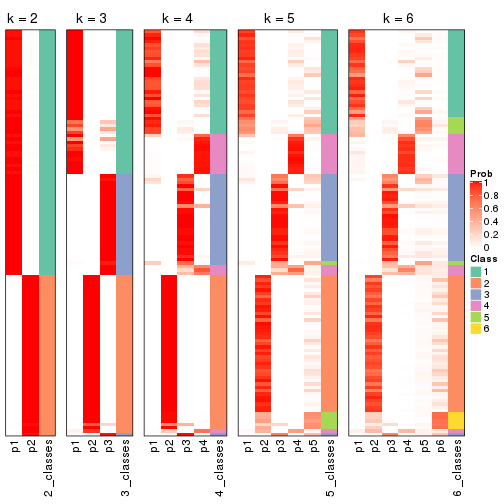 k = 2
k = 3
k = 4
k = 5
k = 6
p1
p2
2_classes
p1
p2
p3
3_classes
p1
p2
p3
p4
4_classes
p1
p2
p3
p4
p5
5_classes
p1
p2
p3
p4
p5
p6
6_classes
Prob
1
0.8
0.6
0.4
0.2
0
Class
1
2
3
4
5
6